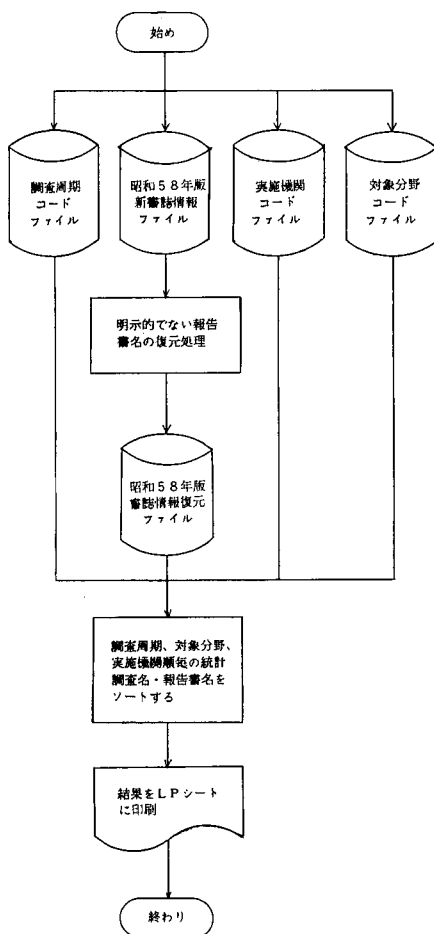 始め
調査周期
コード
ファイル
昭和58年版
新書誌情報
ファイル
実施機関
コード
ファイル
対象分野
コード
ファイル
明示的でない報告
書名の復元処理
昭和58年版
書誌情報復元
ファイル
調査周期、対象分野、
実施機関順毎の統計
調査名・報告書名を
ソートする
結果をLPシート
に印刷
終わり